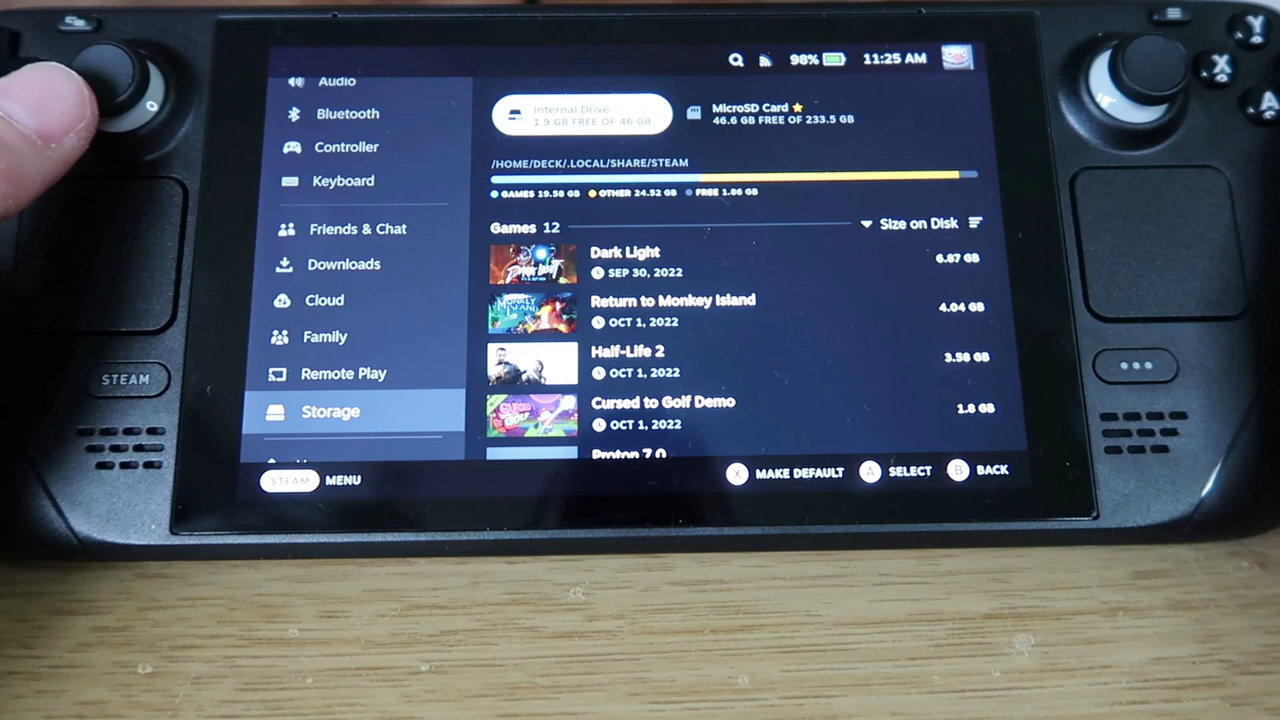 98% 11:25 AM
Audio
Bluetooth
Controller
Keyboard
Friends & Chat
Downloads
Cloud
Family
Remote Play
Storage
Internal Drive
1.9 GB FREE OF 46 GB
MicroSD Card
46.6 GB FREE OF 233.5 GB
/HOME/DECK/.LOCAL/SHARE/STEAM
GAMES 19.58 GB OTHER 24.52 GB FREE 1.86 GB
Games 12 Size on Disk
Dark Light 6.87 GB
SEP 30, 2022
Return to Monkey Island 4.04 GB
OCT 1, 2022
Half-Life 2 3.58 GB
OCT 1, 2022
Cursed to Golf Demo 1.8 GB
OCT 1, 2022
Proton 7.0
STEAM MENU
X MAKE DEFAULT A SELECT B BACK
STEAM
Y
X
A